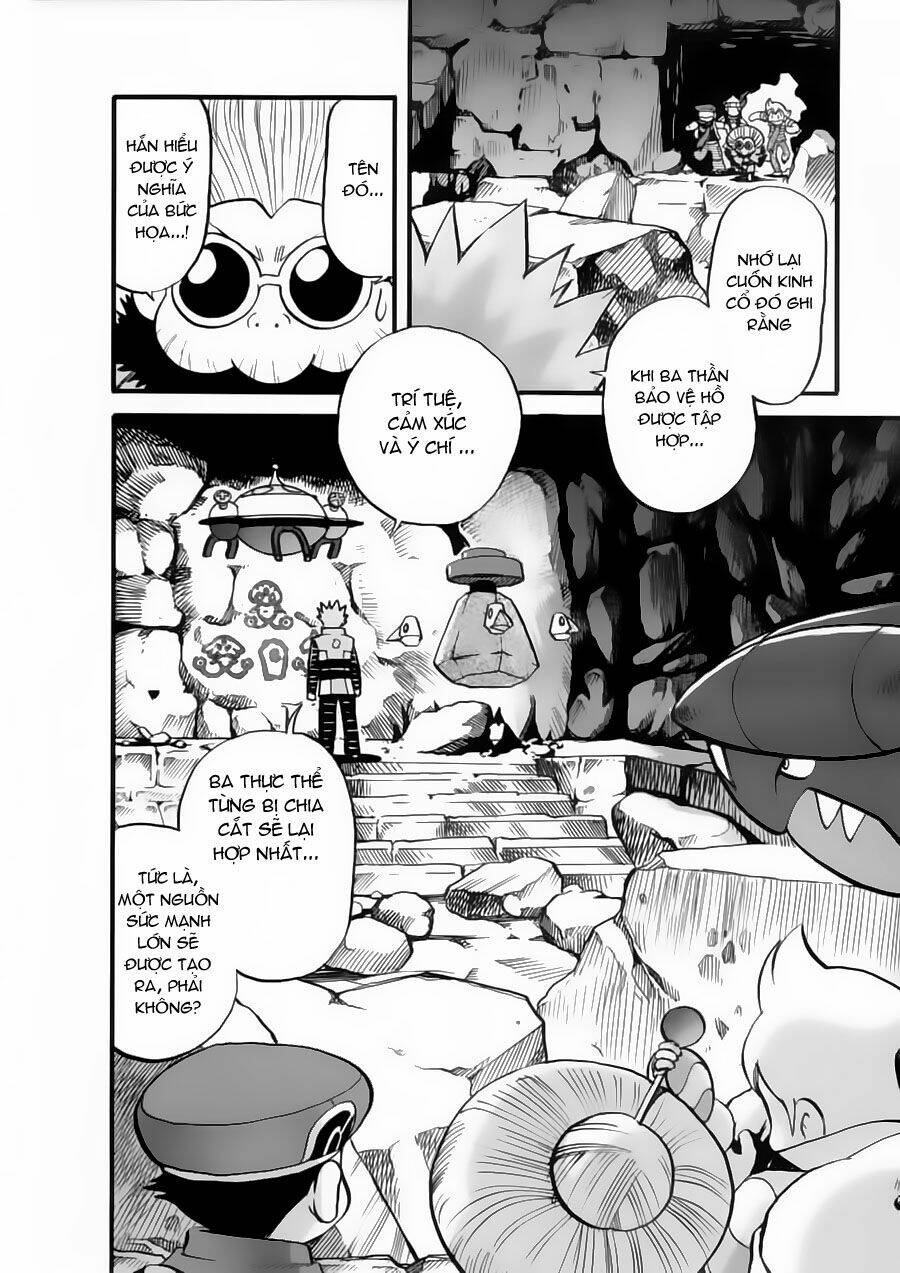 NHỚ LẠI
CUỐN KINH
CỔ ĐÓ GHI
RẰNG
KHI BA THẦN
BẢO VỆ HỒ
ĐƯỢC TẬP
HỢP...
TÊN
ĐÓ...
HẮN HIỂU
ĐƯỢC Ý
NGHĨA
CỦA BỨC
HỌA...!
TRÍ TUỆ,
CẢM XÚC
VÀ Ý CHÍ ...
BA THỰC THỂ
TỪNG BỊ CHIA
CẮT SẼ LẠI
HỢP NHẤT...
TỨC LÀ,
MỘT NGUỒN
SỨC MẠNH
LỚN SẼ
ĐƯỢC TẠO
RA, PHẢI
KHÔNG?